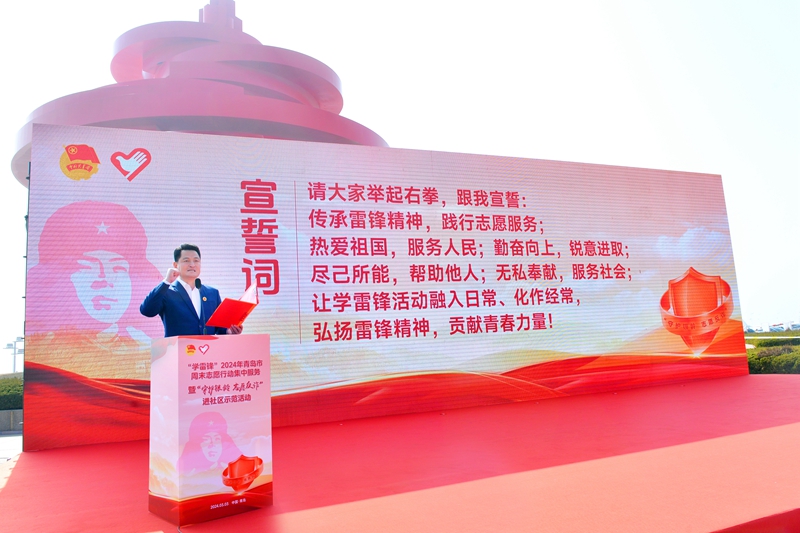 宣誓词
请大家举起右拳，跟我宣誓：
传承雷锋精神，践行志愿服务；
热爱祖国，服务人民；勤奋向上，锐意进取；
尽己所能，帮助他人；无私奉献，服务社会；
让学雷锋活动融入日常、化作经常，
弘扬雷锋精神，贡献青春力量！
“学雷锋”2024年青岛市
周末志愿行动集中服务
进社区示范活动